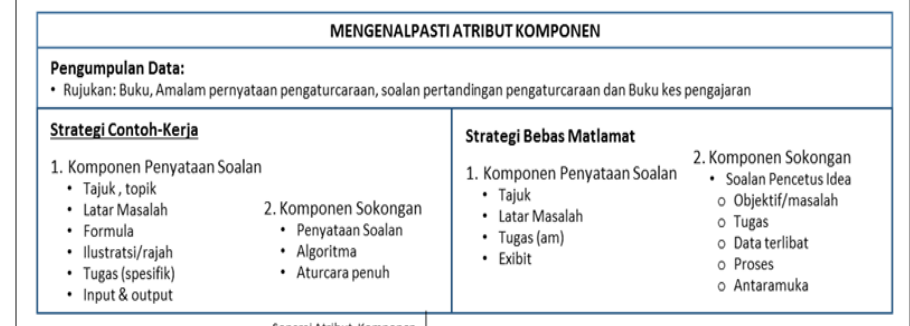 MENGENALPASTI ATRIBUT KOMPONEN
Pengumpulan Data:
• Rujukan: Buku, Amalam pernyataan pengaturcaraan, soalan pertandingan pengaturcaraan dan Buku kes pengajaran
Strategi Contoh-Kerja
1. Komponen Penyataan Soalan
• Tajuk , topik
• Latar Masalah
• Formula
• Ilustratsi/rajah
• Tugas (spesifik)
• Input & output
2. Komponen Sokongan
• Penyataan Soalan
• Algoritma
• Aturcara penuh
Strategi Bebas Matlamat
1. Komponen Penyataan Soalan
• Tajuk
• Latar Masalah
• Tugas (am)
• Exibit
2. Komponen Sokongan
• Soalan Pencetus Idea
o Objektif/masalah
o Tugas
o Data terlibat
o Proses
o Antaramuka